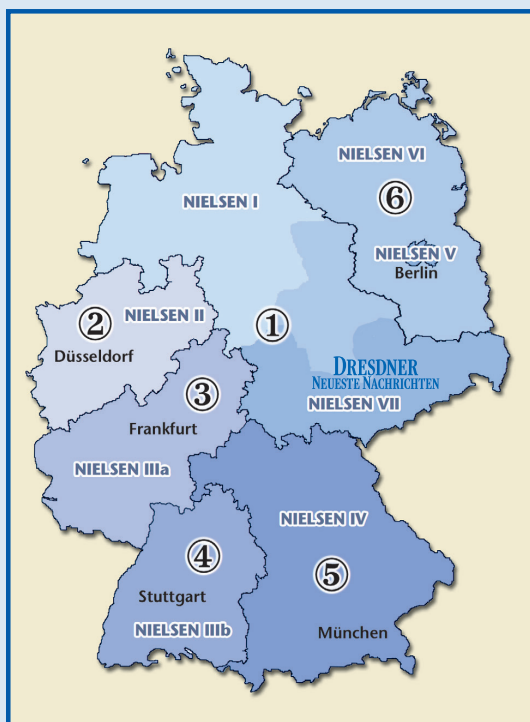 NIELSEN VI
NIELSEN I
⑥
NIELSEN V
Berlin
NIELSEN II
②
①
Düsseldorf
DRESDNER
NEUESTE NACHRICHTEN
③
NIELSEN VII
Frankfurt
NIELSEN IIIa
NIELSEN IV
④
⑤
Stuttgart
NIELSEN IIIb
München